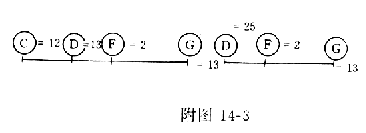 = 25
C = 12 D = 13 F - 2 G D F = 2 G
- 13 - 13
附图 14-3